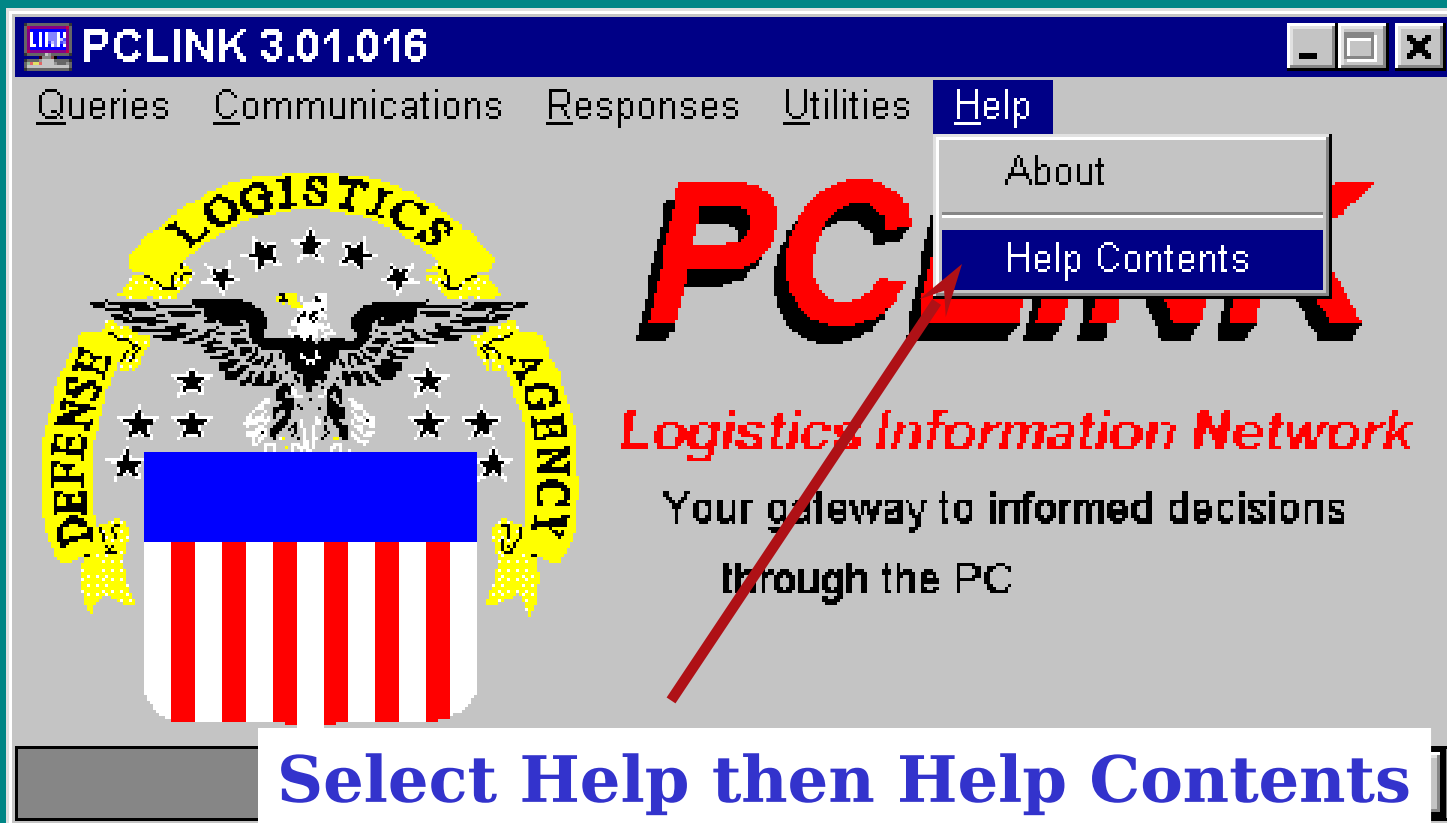 LINK PCLINK 3.01.016
Queries Communications Responses Utilities Help
About
Help Contents
DEFENSE LOGISTICS AGENCY
PCLINK
Logistics Information Network
Your gateway to informed decisions
through the PC
Select Help then Help Contents